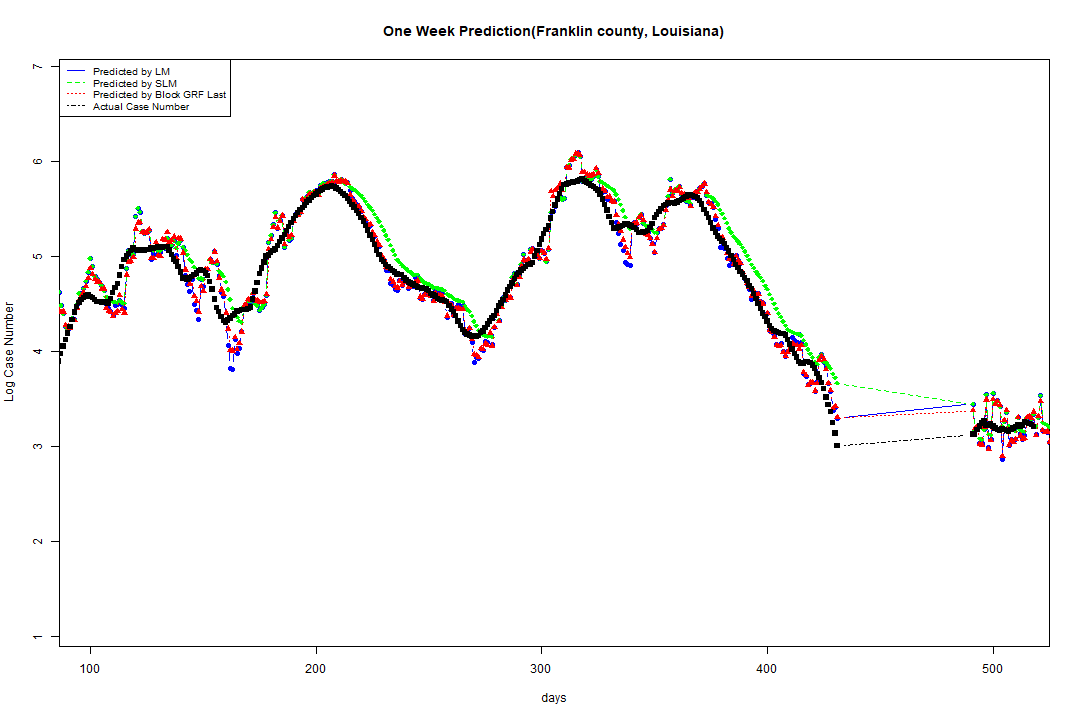 One Week Prediction(Franklin county, Louisiana)
Predicted by LM
Predicted by SLM
Predicted by Block GRF Last
Actual Case Number
7
6
5
4
3
2
1
Log Case Number
100 200 300 400 500
days